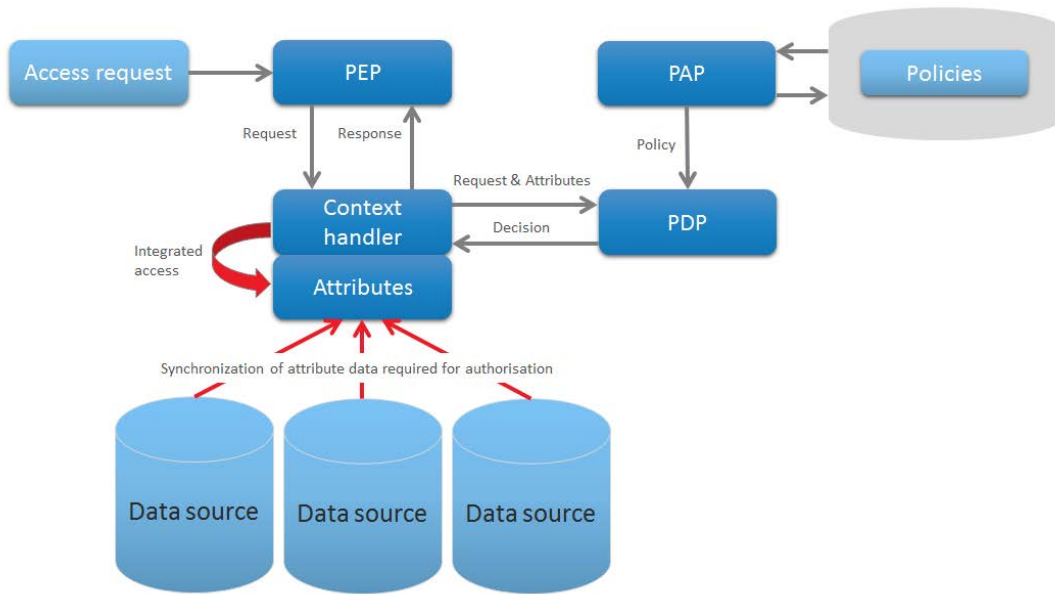 Access request
PEP
PAP
Policies
Request
Response
Policy
Request & Attributes
Context
handler
PDP
Decision
Integrated
access
Attributes
Synchronization of attribute data required for authorisation
Data source
Data source
Data source